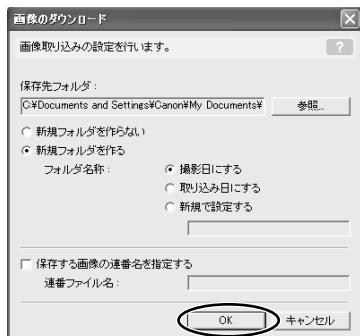 画像のダウンロード
画像取り込みの設定を行います。
?
保存先フォルダ:
C:¥Documents and Settings¥Canon¥My Documents¥ 参照...
新規フォルダを作らない
新規フォルダを作る
フォルダ名称: 撮影日にする
取り込み日にする
新規で設定する
保存する画像の連番名を指定する
連番ファイル名:
OK キャンセル